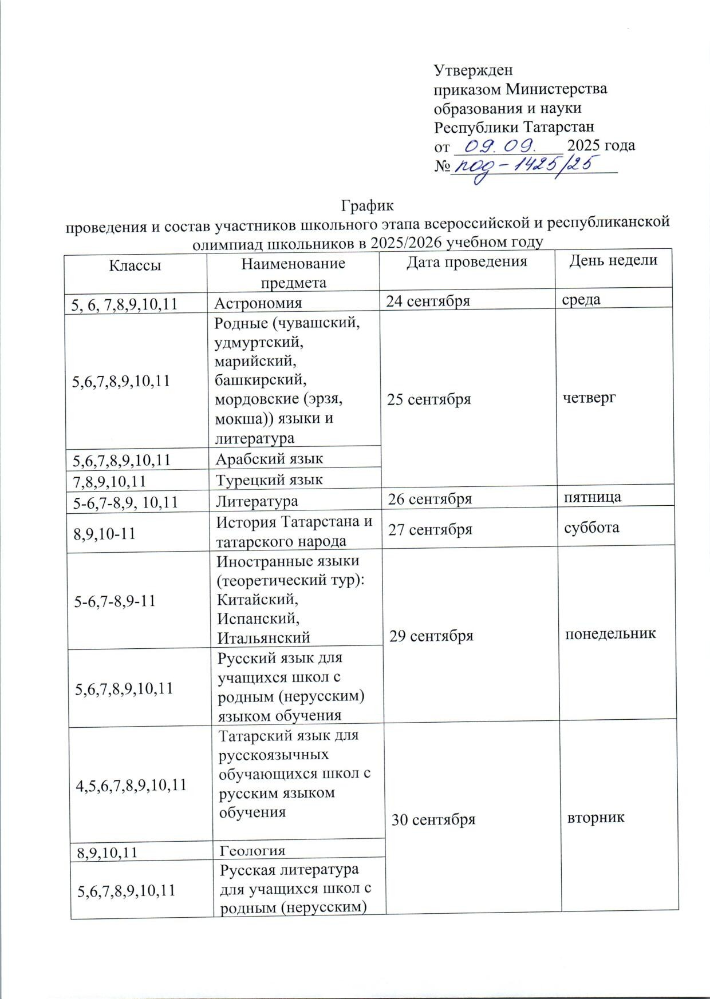 Утвержден
приказом Министерства
образования и науки
Республики Татарстан
от 09.09. 2025 года
№ под-1425/25
График
проведения и состав участников школьного этапа всероссийской и республиканской
олимпиад школьников в 2025/2026 учебном году
Классы
Наименование
предмета
Дата проведения
День недели
5, 6, 7,8,9,10,11
Астрономия
24 сентября
среда
5,6,7,8,9,10,11
Родные (чувашский,
удмуртский,
марийский,
башкирский,
мордовские (эрзя,
мокша)) языки и
литература
25 сентября
четверг
5,6,7,8,9,10,11
Арабский язык
7,8,9,10,11
Турецкий язык
5-6,7-8,9, 10,11
Литература
26 сентября
пятница
8,9,10-11
История Татарстана и
татарского народа
27 сентября
суббота
5-6,7-8,9-11
Иностранные языки
(теоретический тур):
Китайский,
Испанский,
Итальянский
29 сентября
понедельник
5,6,7,8,9,10,11
Русский язык для
учащихся школ с
родным (нерусским)
языком обучения
4,5,6,7,8,9,10,11
Татарский язык для
русскоязычных
обучающихся школ с
русским языком
обучения
30 сентября
вторник
8,9,10,11
Геология
5,6,7,8,9,10,11
Русская литература
для учащихся школ с
родным (нерусским)